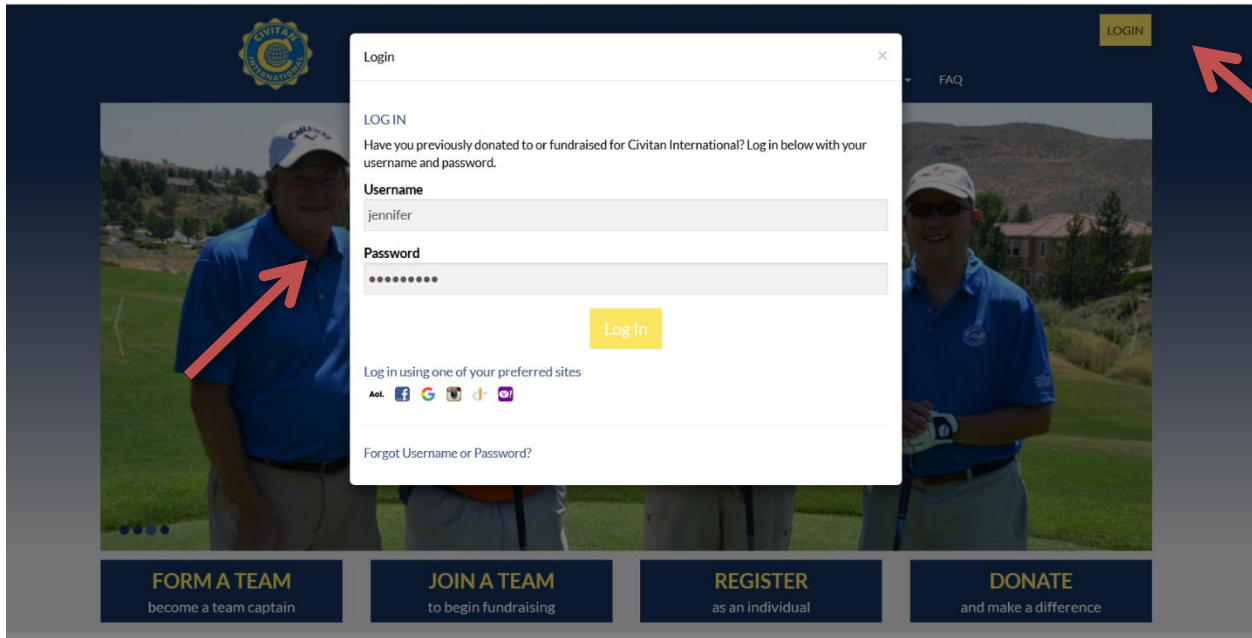 CIVITAN
INTERNATIONAL
LOGIN
FAQ
Callaway
Login ×
LOG IN
Have you previously donated to or fundraised for Civitan International? Log in below with your
username and password.
Username
jennifer
Password
•••••••••
Log In
Log in using one of your preferred sites
Aol.
Forgot Username or Password?
FORM A TEAM
become a team captain
JOIN A TEAM
to begin fundraising
REGISTER
as an individual
DONATE
and make a difference